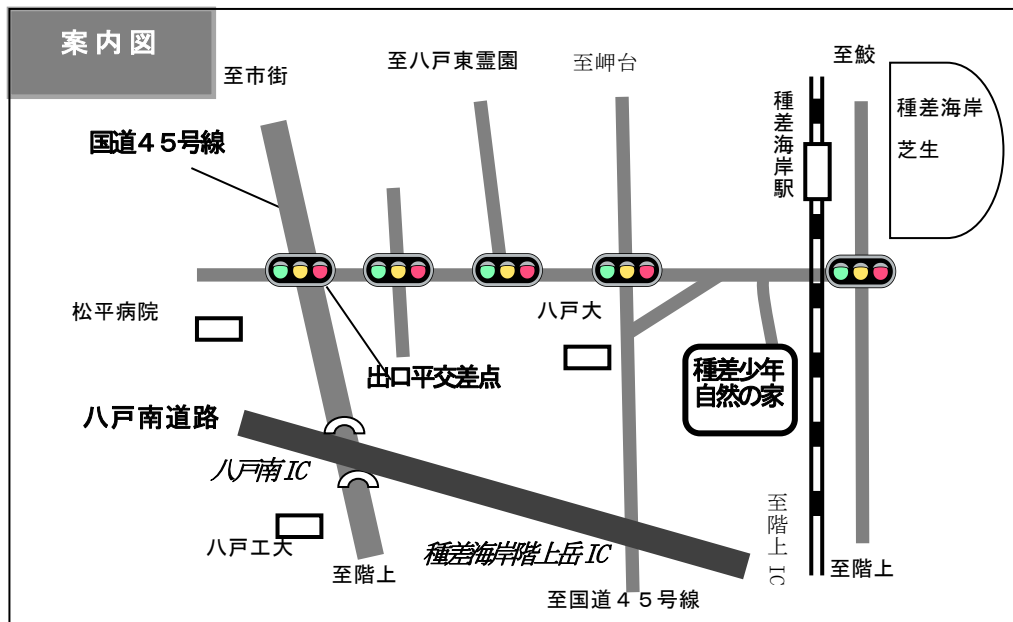 案内図
至市街
至八戸東霊園
至岬台
至鮫
種差海岸駅
種差海岸
芝生
国道４５号線
松平病院
八戸大
出口平交差点
種差少年
自然の家
八戸南道路
八戸南IC
八戸工大
種差海岸階上岳IC
至階上IC
至階上
至階上
至国道４５号線